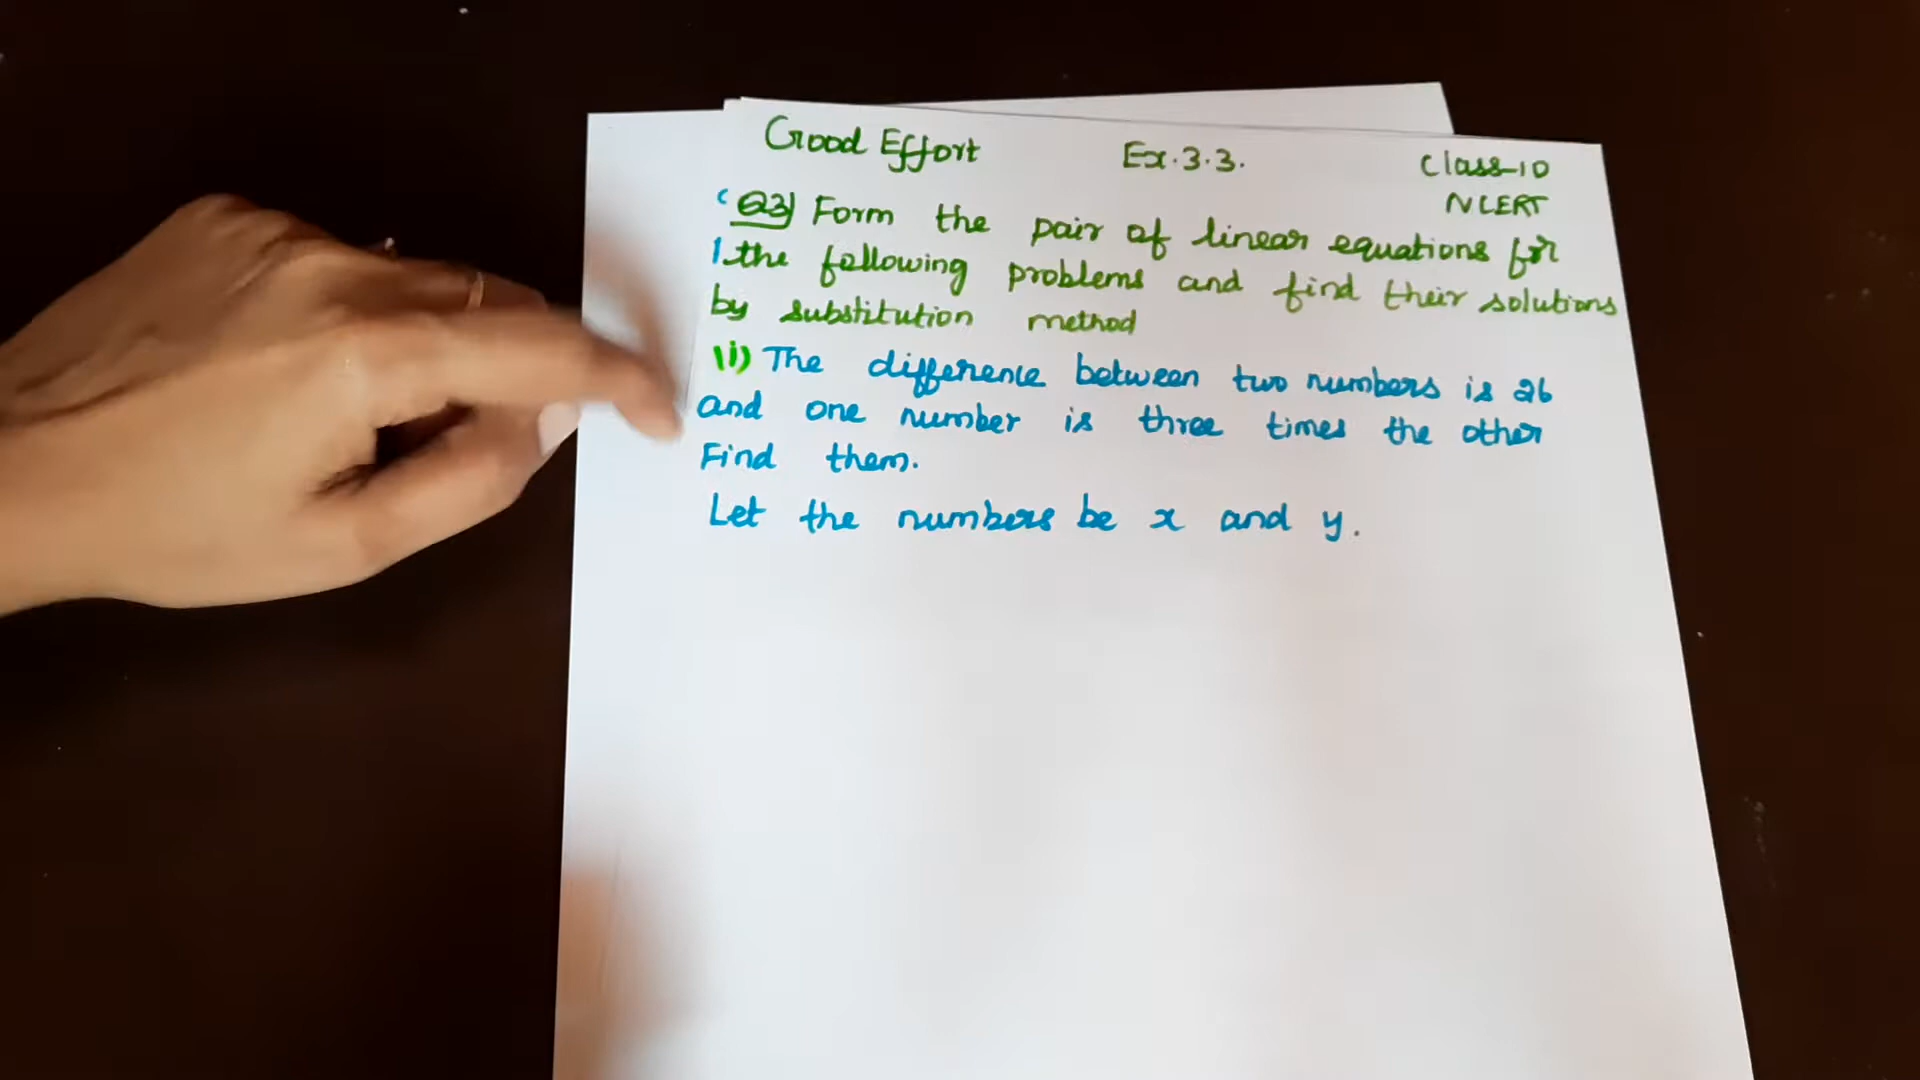 Good Effort Ex.3.3. Class-10
NCERT
Q3) Form the pair of linear equations for
the following problems and find their solutions
by substitution method
(i) The difference between two numbers is 26
and one number is three times the other
Find them.
Let the numbers be x and y.